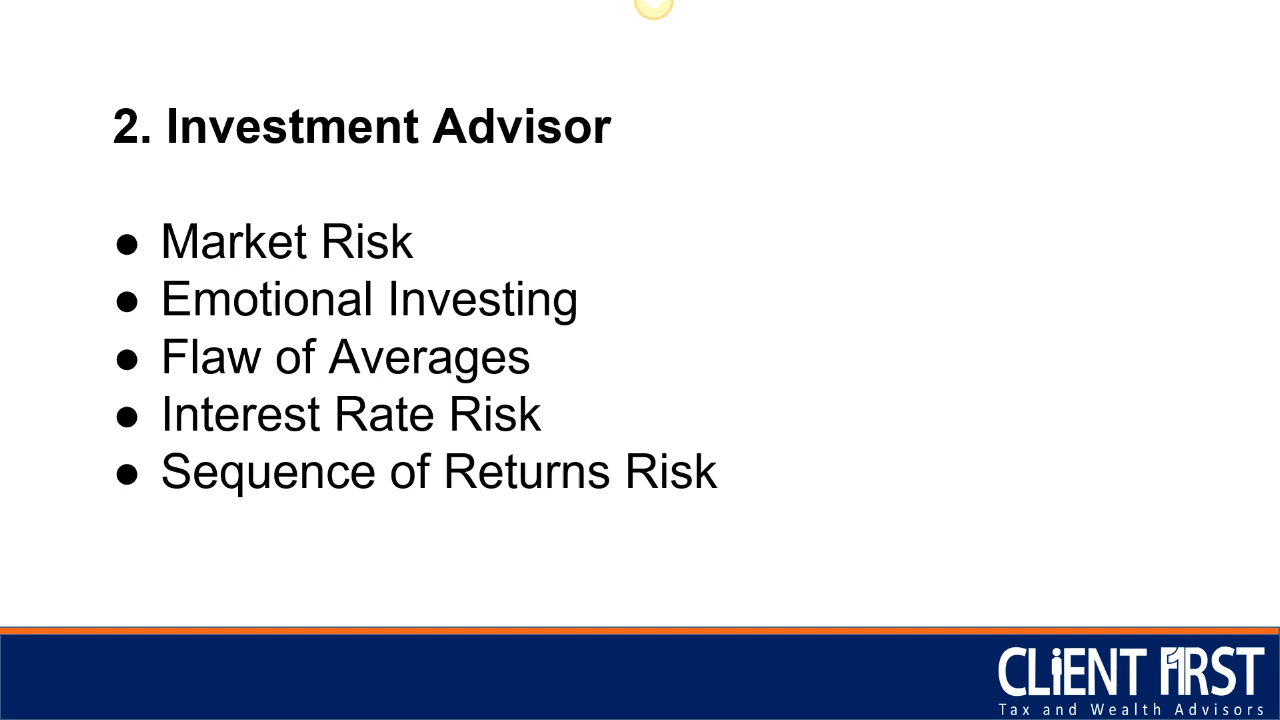 2. Investment Advisor
● Market Risk
● Emotional Investing
● Flaw of Averages
● Interest Rate Risk
● Sequence of Returns Risk
CLiENT F1RST
Tax and Wealth Advisors